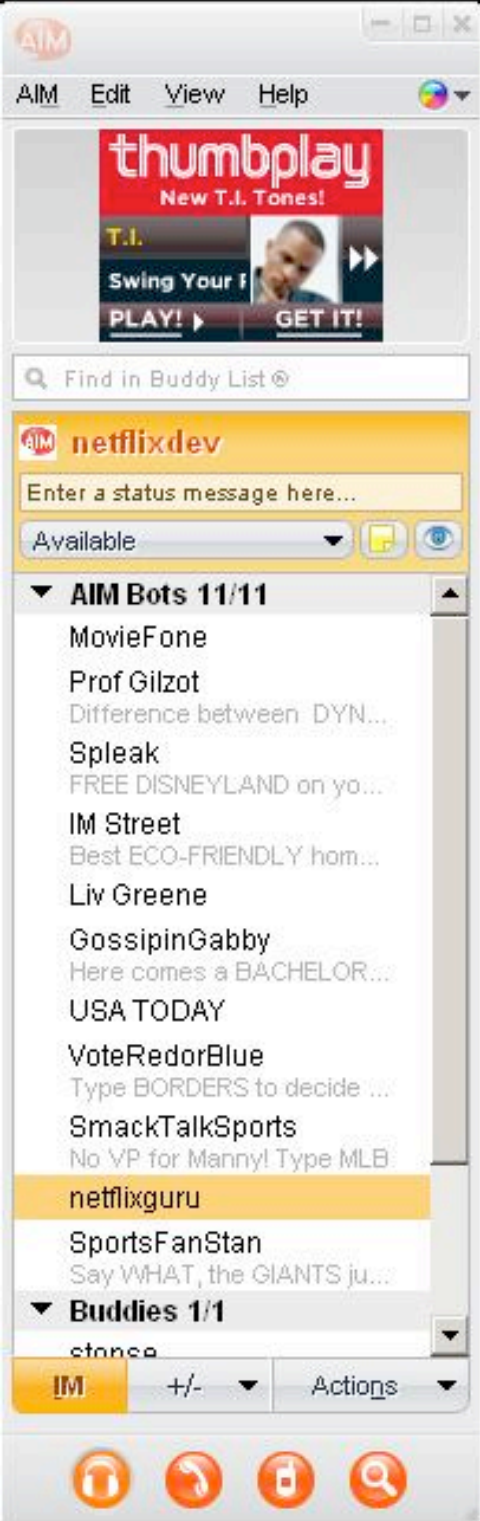 AIM
AIM Edit View Help
thumbplay
New T.I. Tones!
T.I.
Swing Your
PLAY! GET IT!
Find in Buddy List ®
AIM netflixdev
Enter a status message here...
Available
AIM Bots 11/11
MovieFone
Prof Gilzot
Difference between DYN...
Spleak
FREE DISNEYLAND on yo...
IM Street
Best ECO-FRIENDLY hom...
Liv Greene
GossipinGabby
Here comes a BACHELOR...
USA TODAY
VoteRedorBlue
Type BORDERS to decide ...
SmackTalkSports
No VP for Manny! Type MLB
netflixguru
SportsFanStan
Say WHAT, the GIANTS ju...
Buddies 1/1
IM +/- Actions